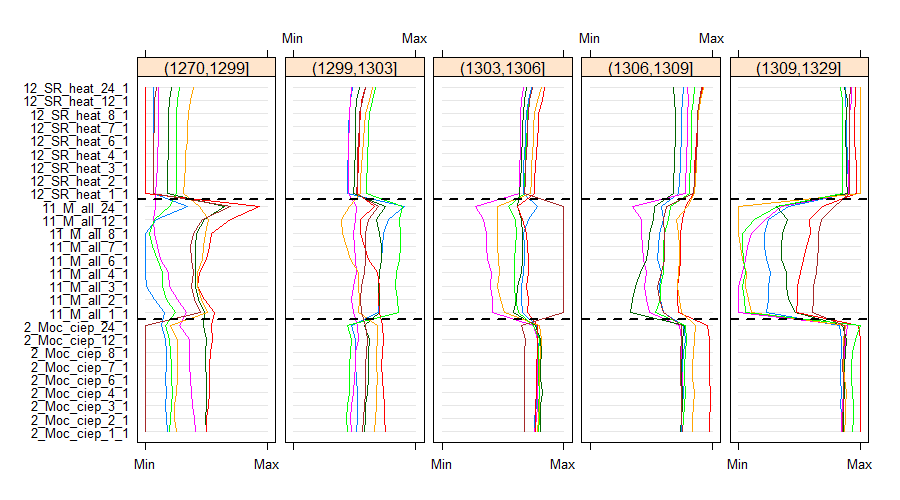 Min Max Min Max
(1270,1299] (1299,1303] (1303,1306] (1306,1309] (1309,1329]
12_SR_heat_24_1
12_SR_heat_12_1
12_SR_heat_8_1
12_SR_heat_7_1
12_SR_heat_6_1
12_SR_heat_4_1
12_SR_heat_3_1
12_SR_heat_2_1
12_SR_heat_1_1
11_M_all_24_1
11_M_all_12_1
11_M_all_8_1
11_M_all_7_1
11_M_all_6_1
11_M_all_4_1
11_M_all_3_1
11_M_all_2_1
11_M_all_1_1
2_Moc_ciep_24_1
2_Moc_ciep_12_1
2_Moc_ciep_8_1
2_Moc_ciep_7_1
2_Moc_ciep_6_1
2_Moc_ciep_4_1
2_Moc_ciep_3_1
2_Moc_ciep_2_1
2_Moc_ciep_1_1
Min Max Min Max Min Max